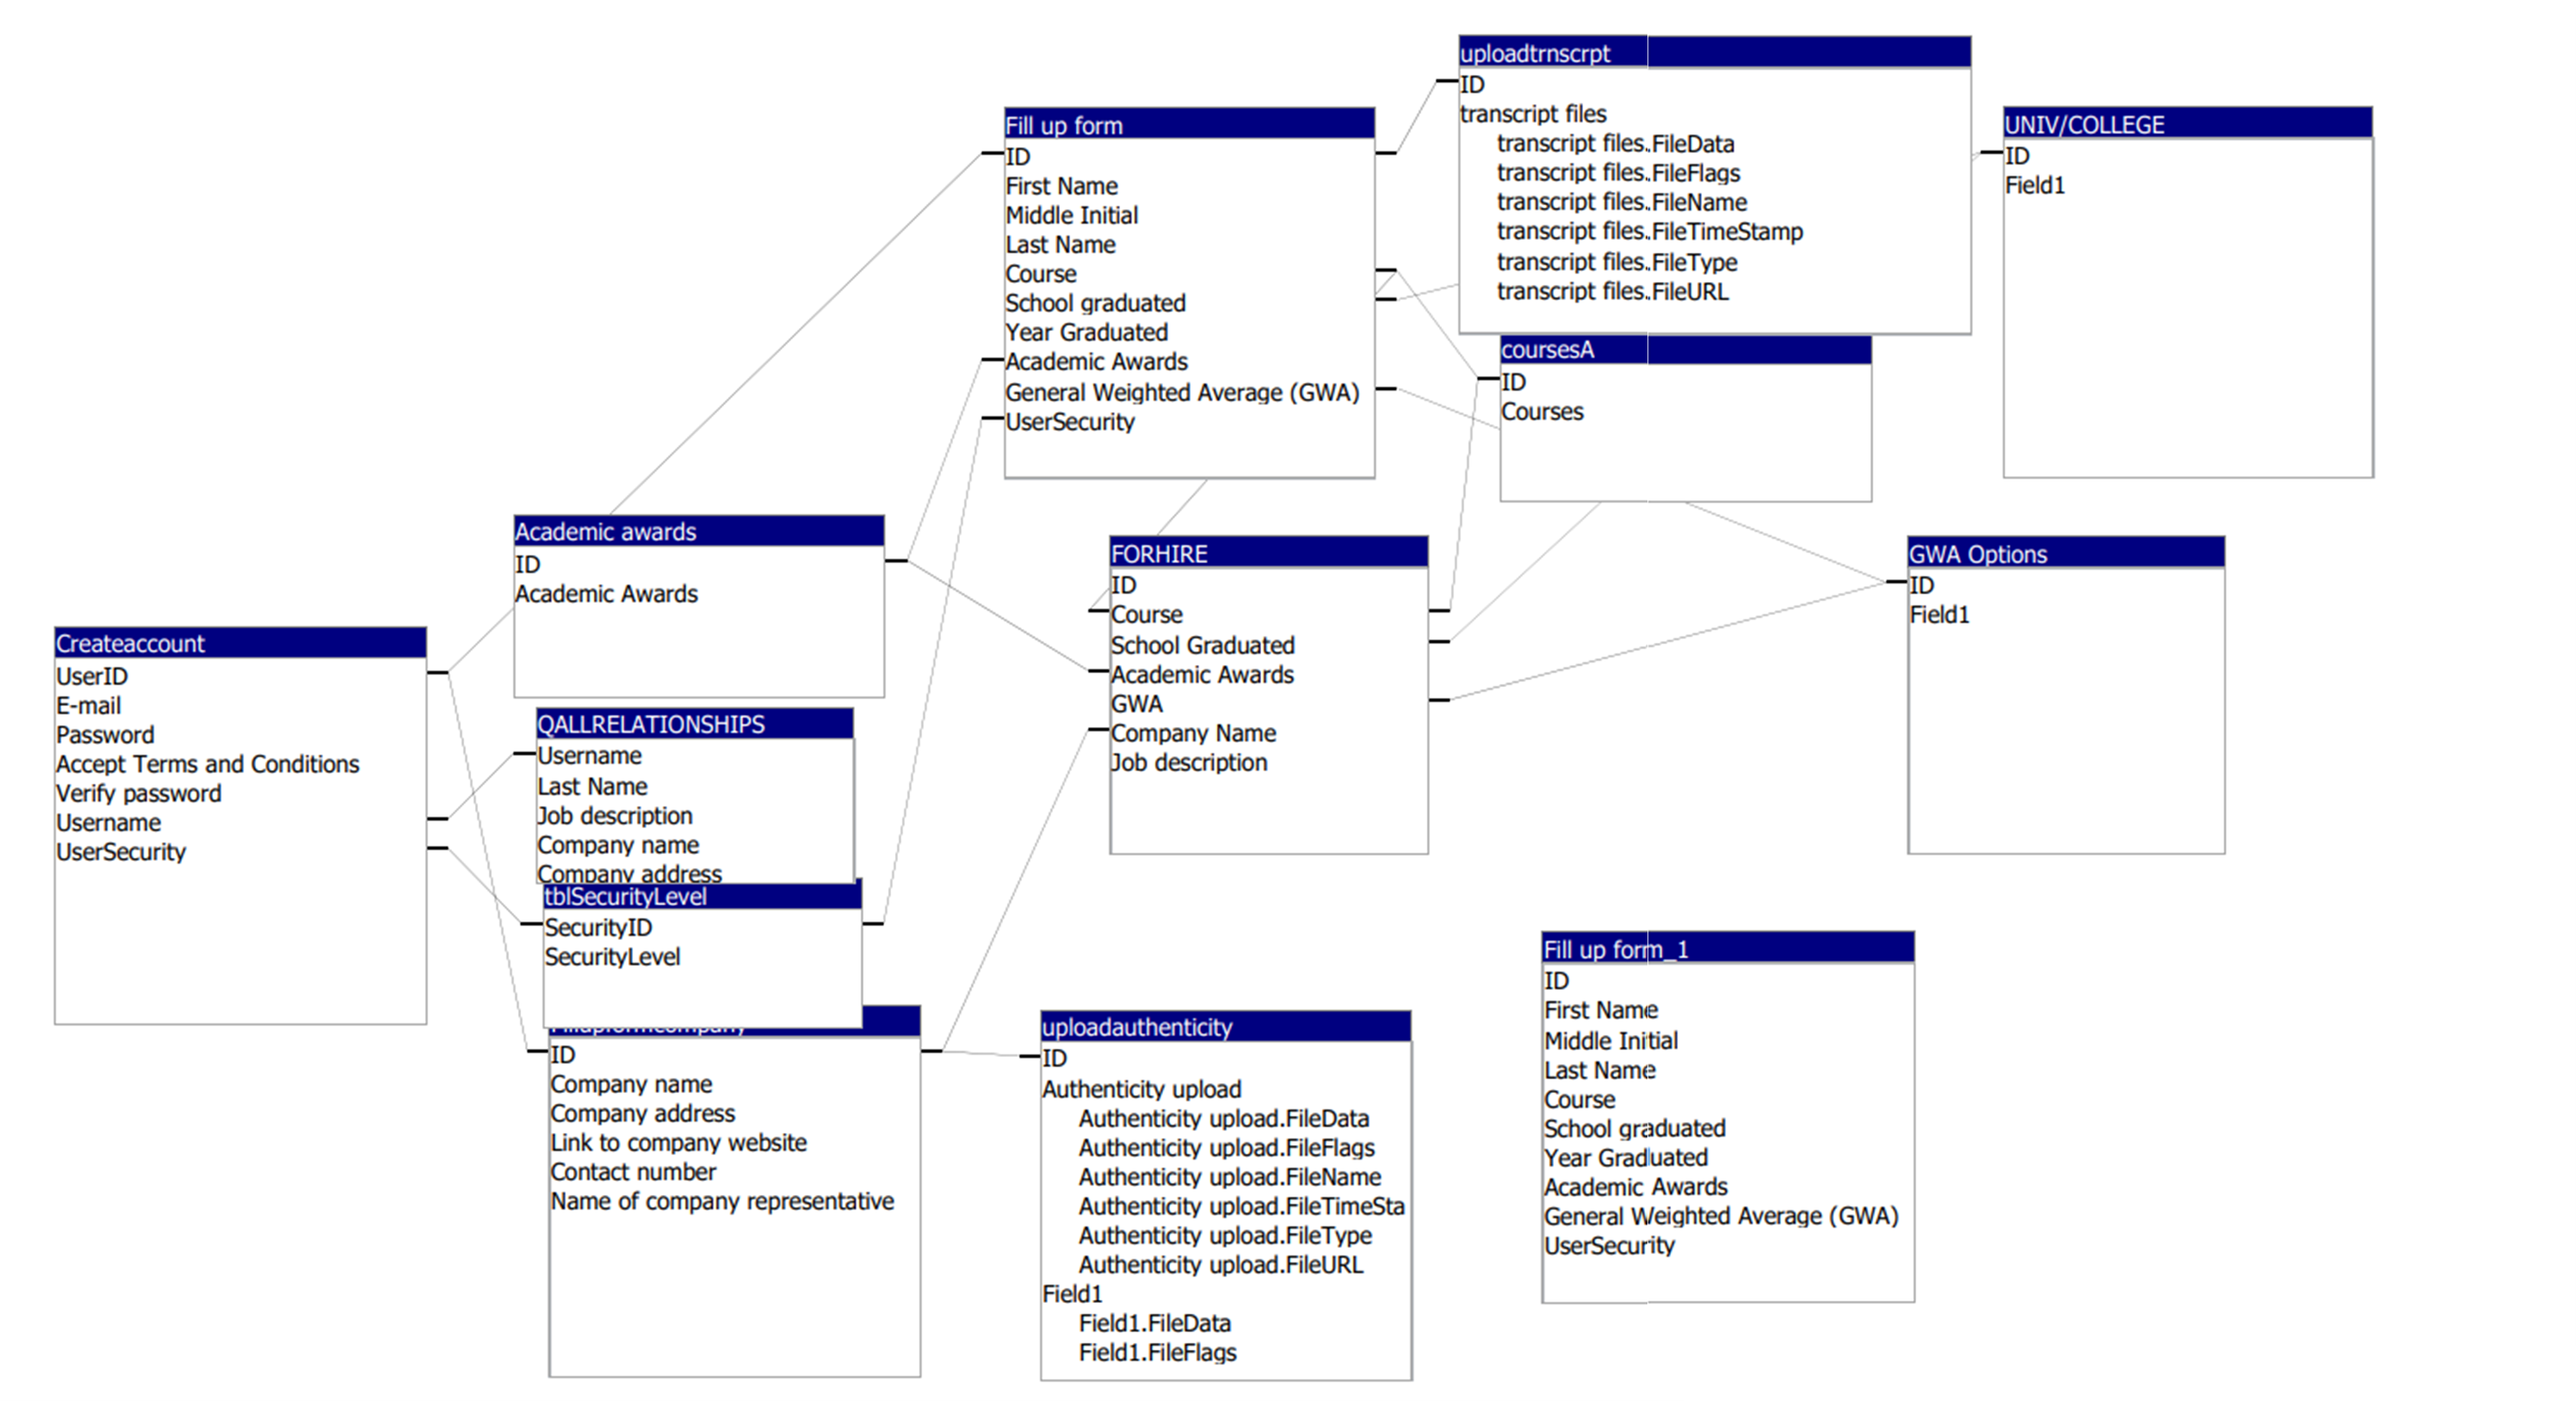 uploadtrnscrpt
ID
transcript files
transcript files.FileData
transcript files.FileFlags
transcript files.FileName
transcript files.FileTimeStamp
transcript files.FileType
transcript files.FileURL
UNIV/COLLEGE
ID
Field1
Fill up form
ID
First Name
Middle Initial
Last Name
Course
School graduated
Year Graduated
Academic Awards
General Weighted Average (GWA)
UserSecurity
coursesA
ID
Courses
Academic awards
ID
Academic Awards
FORHIRE
ID
Course
School Graduated
Academic Awards
GWA
Company Name
Job description
GWA Options
ID
Field1
Createaccount
UserID
E-mail
Password
Accept Terms and Conditions
Verify password
Username
UserSecurity
QALLRELATIONSHIPS
Username
Last Name
Job description
Company name
Company address
tblSecurityLevel
SecurityID
SecurityLevel
ID
Company name
Company address
Link to company website
Contact number
Name of company representative
uploadauthenticity
ID
Authenticity upload
Authenticity upload.FileData
Authenticity upload.FileFlags
Authenticity upload.FileName
Authenticity upload.FileTimeSta
Authenticity upload.FileType
Authenticity upload.FileURL
Field1
Field1.FileData
Field1.FileFlags
Fill up form_1
ID
First Name
Middle Initial
Last Name
Course
School graduated
Year Graduated
Academic Awards
General Weighted Average (GWA)
UserSecurity